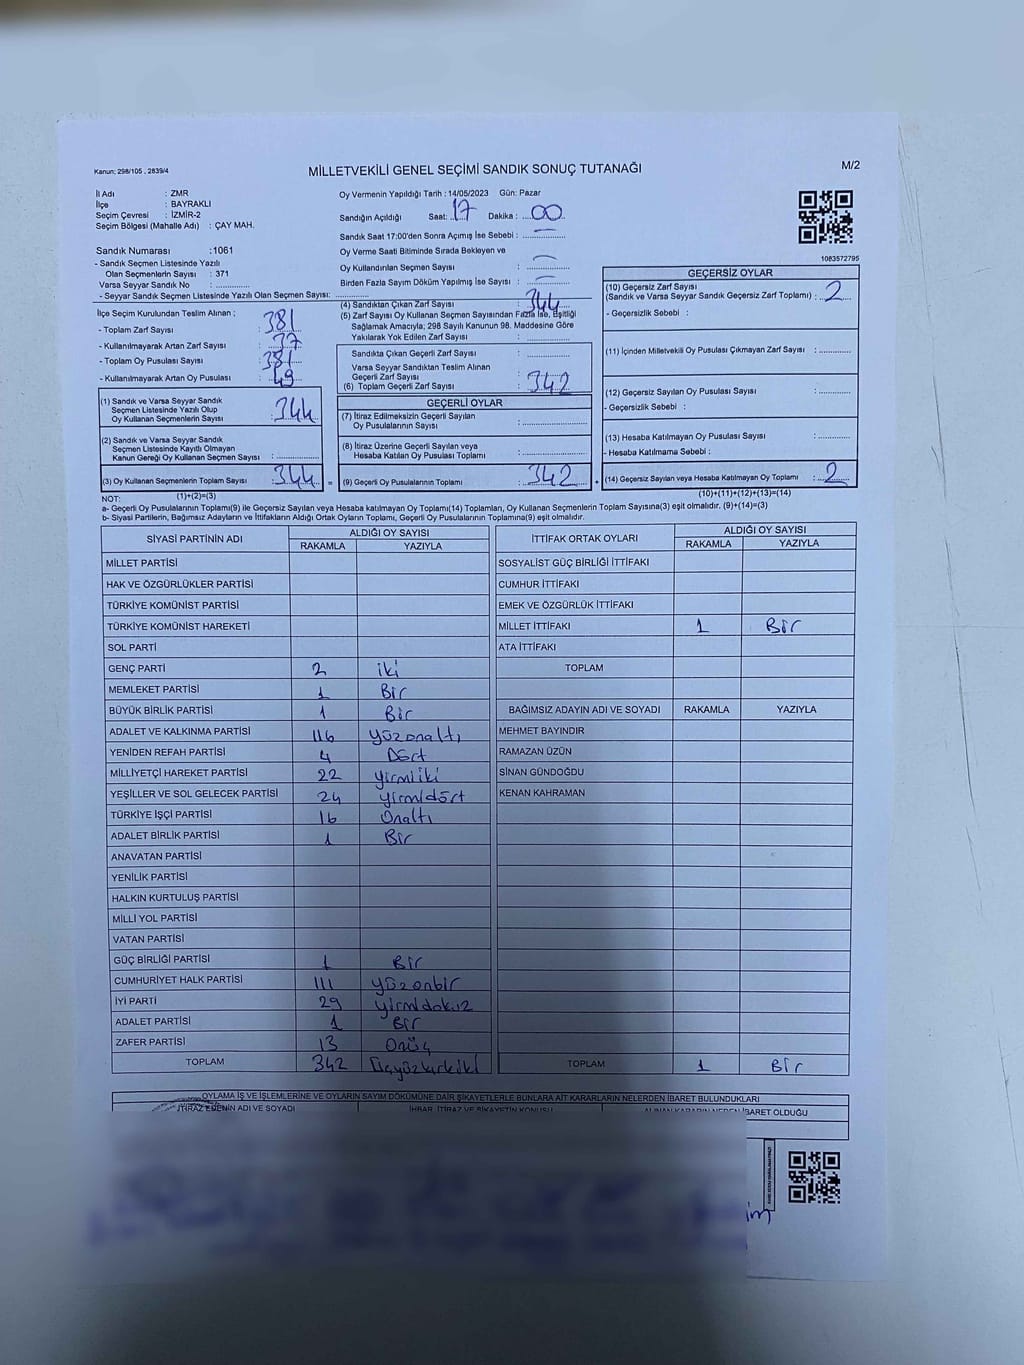 Kanun; 298/105 , 2839/4
MİLLETVEKİLİ GENEL SEÇİMİ SANDIK SONUÇ TUTANAĞI
M/2
İl Adı : ZMR
İlçe : BAYRAKLI
Seçim Çevresi : İZMİR-2
Seçim Bölgesi (Mahalle Adı) : ÇAY MAH.
Oy Vermenin Yapıldığı Tarih : 14/05/2023 Gün: Pazar
Sandığın Açıldığı Saat: 17 Dakika : 00
Sandık Saat 17:00'den Sonra Açımış İse Sebebi :
Oy Verme Saati Bitiminde Sırada Bekleyen ve
Oy Kullandırılan Seçmen Sayısı :
Birden Fazla Sayım Döküm Yapılmış İse Sayısı :
1083572795
Sandık Numarası :1061
- Sandık Seçmen Listesinde Yazılı
Olan Seçmenlerin Sayısı : 371
Varsa Seyyar Sandık No :
- Seyyar Sandık Seçmen Listesinde Yazılı Olan Seçmen Sayısı:
İlçe Seçim Kurulundan Teslim Alınan ;
- Toplam Zarf Sayısı : 381
- Kullanılmayarak Artan Zarf Sayısı : 37
- Toplam Oy Pusulası Sayısı : 381
- Kullanılmayarak Artan Oy Pusulası : 49
(1) Sandık ve Varsa Seyyar Sandık
Seçmen Listesinde Yazılı Olup
Oy Kullanan Seçmenlerin Sayısı : 344
(2) Sandık ve Varsa Seyyar Sandık
Seçmen Listesinde Kayıtlı Olmayan
Kanun Gereği Oy Kullanan Seçmen Sayısı :
(3) Oy Kullanan Seçmenlerin Toplam Sayısı : 344 =
(4) Sandıktan Çıkan Zarf Sayısı : 344
(5) Zarf Sayısı Oy Kullanan Seçmen Sayısından Fazla İse, Eşitliği
Sağlamak Amacıyla; 298 Sayılı Kanunun 98. Maddesine Göre
Yakılarak Yok Edilen Zarf Sayısı :
Sandıkta Çıkan Geçerli Zarf Sayısı :
Varsa Seyyar Sandıktan Teslim Alınan
Geçerli Zarf Sayısı :
(6) Toplam Geçerli Zarf Sayısı : 342
GEÇERLİ OYLAR
(7) İtiraz Edilmeksizin Geçerli Sayılan
Oy Pusulalarının Sayısı :
(8) İtiraz Üzerine Geçerli Sayılan veya
Hesaba Katılan Oy Pusulası Toplamı :
(9) Geçerli Oy Pusulalarının Toplamı : 342 +
GEÇERSİZ OYLAR
(10) Geçersiz Zarf Sayısı
(Sandık ve Varsa Seyyar Sandık Geçersiz Zarf Toplamı) : 2
- Geçersizlik Sebebi :
(11) İçinden Milletvekili Oy Pusulası Çıkmayan Zarf Sayısı :
(12) Geçersiz Sayılan Oy Pusulası Sayısı :
- Geçersizlik Sebebi :
(13) Hesaba Katılmayan Oy Pusulası Sayısı :
- Hesaba Katılmama Sebebi :
(14) Geçersiz Sayılan veya Hesaba Katılmayan Oy Toplamı : 2
NOT: (1)+(2)=(3) (10)+(11)+(12)+(13)=(14)
a- Geçerli Oy Pusulalarının Toplamı(9) ile Geçersiz Sayılan veya Hesaba Katılmayan Oy Toplamı(14) Toplamları, Oy Kullanan Seçmenlerin Toplam Sayısına(3) eşit olmalıdır. (9)+(14)=(3)
b- Siyasi Partilerin, Bağımsız Adayların ve İttifakların Aldığı Ortak Oyların Toplamı, Geçerli Oy Pusulalarının Toplamına(9) eşit olmalıdır.
SİYASİ PARTİNİN ADI ALDIĞI OY SAYISI
RAKAMLA YAZIYLA
MİLLET PARTİSİ
HAK VE ÖZGÜRLÜKLER PARTİSİ
TÜRKİYE KOMÜNİST PARTİSİ
TÜRKİYE KOMÜNİST HAREKETİ
SOL PARTİ
GENÇ PARTİ 2 iki
MEMLEKET PARTİSİ 1 Bir
BÜYÜK BİRLİK PARTİSİ 1 Bir
ADALET VE KALKINMA PARTİSİ 116 yüzonaltı
YENİDEN REFAH PARTİSİ 4 Dört
MİLLİYETÇİ HAREKET PARTİSİ 22 yirmiiki
YEŞİLLER VE SOL GELECEK PARTİSİ 24 yirmidört
TÜRKİYE İŞÇİ PARTİSİ 16 Onaltı
ADALET BİRLİK PARTİSİ 1 Bir
ANAVATAN PARTİSİ
YENİLİK PARTİSİ
HALKIN KURTULUŞ PARTİSİ
MİLLİ YOL PARTİSİ
VATAN PARTİSİ
GÜÇ BİRLİĞİ PARTİSİ 1 Bir
CUMHURİYET HALK PARTİSİ 111 yüzonbir
İYİ PARTİ 29 yirmidokuz
ADALET PARTİSİ 1 Bir
ZAFER PARTİSİ 13 Onüç
TOPLAM 342 Üçyüzkırkiki
İTTİFAK ORTAK OYLARI ALDIĞI OY SAYISI
RAKAMLA YAZIYLA
SOSYALİST GÜÇ BİRLİĞİ İTTİFAKI
CUMHUR İTTİFAKI
EMEK VE ÖZGÜRLÜK İTTİFAKI
MİLLET İTTİFAKI 1 Bir
ATA İTTİFAKI
TOPLAM
BAĞIMSIZ ADAYIN ADI VE SOYADI RAKAMLA YAZIYLA
MEHMET BAYINDIR
RAMAZAN ÜZÜN
SİNAN GÜNDOĞDU
KENAN KAHRAMAN
TOPLAM 1 Bir
OYLAMA İŞ VE İŞLEMLERİNE VE OYLARIN SAYIM DÖKÜMÜNE DAİR ŞİKAYETLERLE BUNLARA AİT KARARLARIN NELERDEN İBARET BULUNDUKLARI
İTİRAZ EDENİN ADI VE SOYADI İHBAR, İTİRAZ VE ŞİKAYETİN KONUSU ALINAN KARARIN NEDEN İBARET OLDUĞU